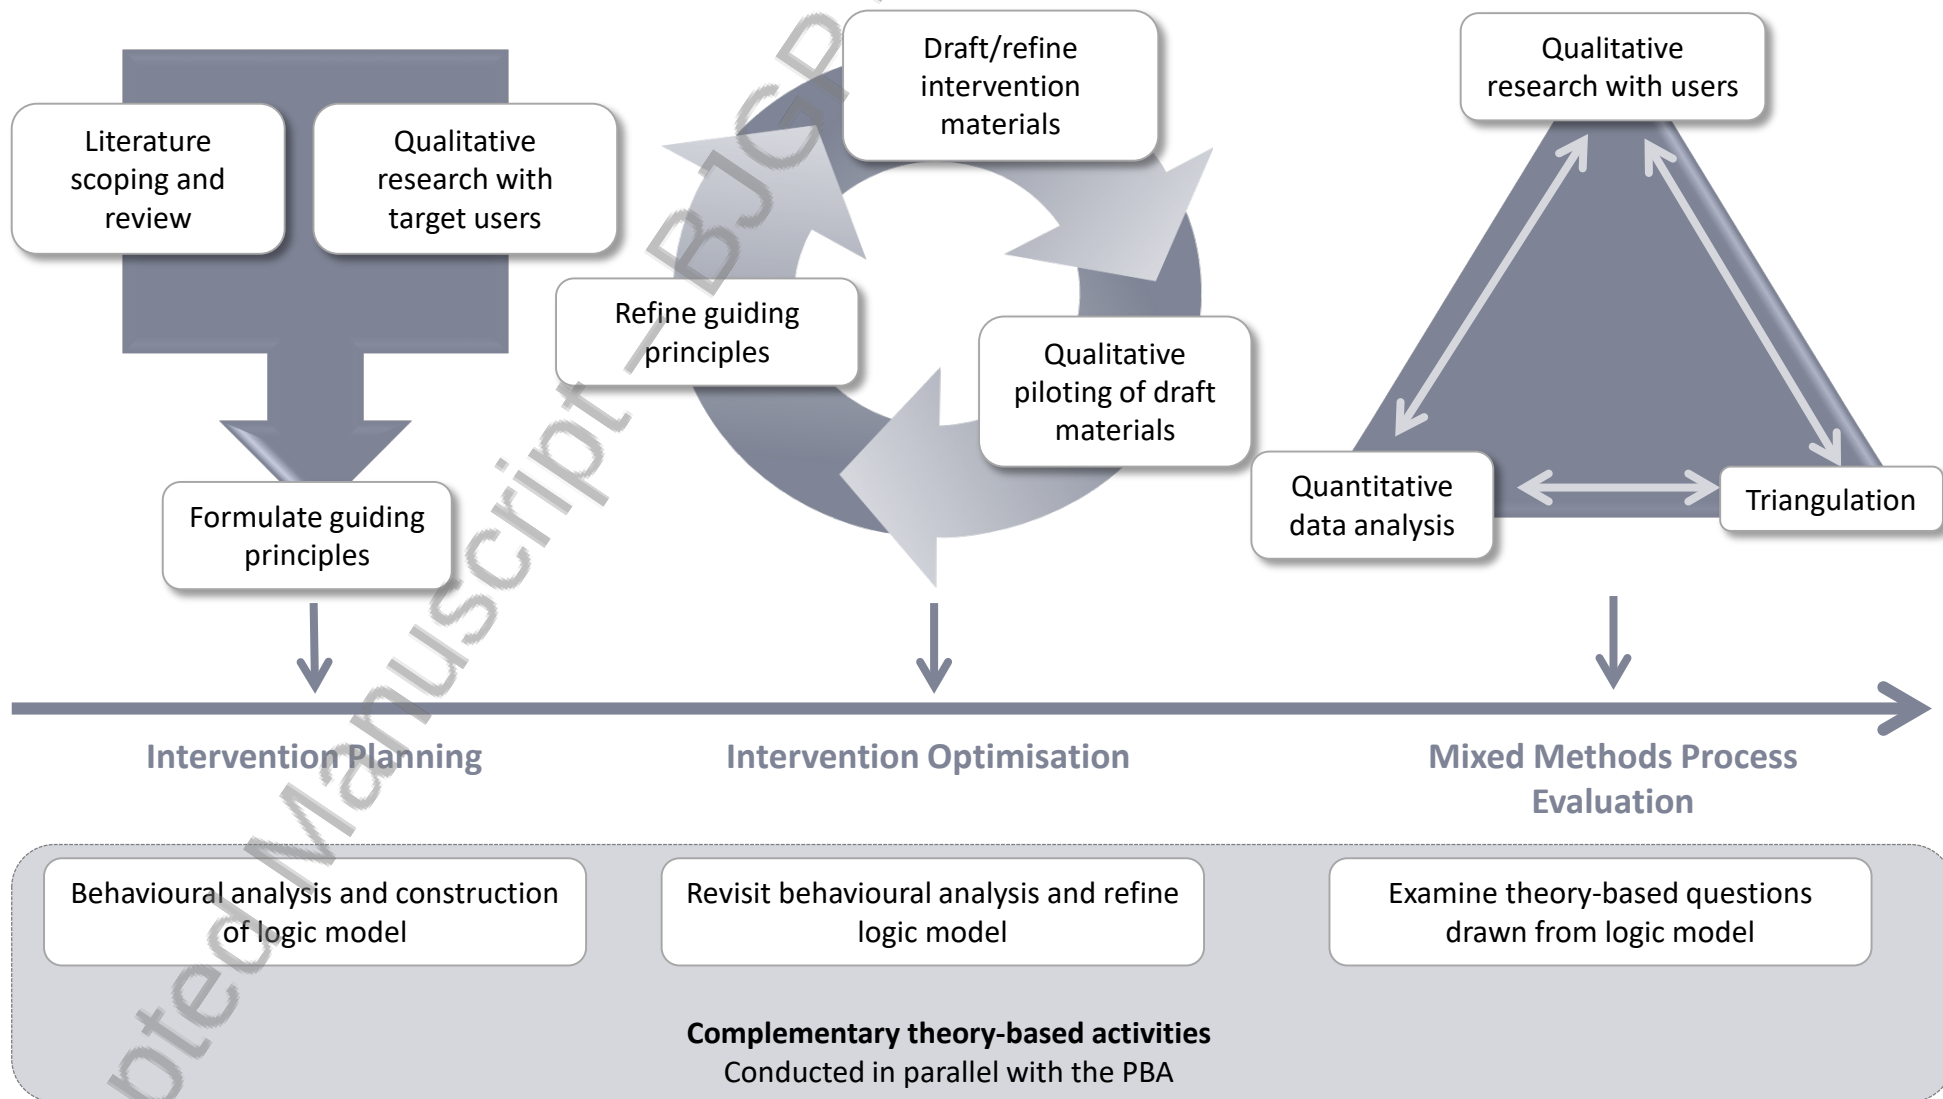 Literature
scoping and
review
Qualitative
research with
target users
Formulate guiding
principles
Draft/refine
intervention
materials
Refine guiding
principles
Qualitative
piloting of draft
materials
Qualitative
research with users
Quantitative
data analysis
Triangulation
Intervention Planning
Intervention Optimisation
Mixed Methods Process
Evaluation
Behavioural analysis and construction
of logic model
Revisit behavioural analysis and refine
logic model
Examine theory-based questions
drawn from logic model
Complementary theory-based activities
Conducted in parallel with the PBA
pted Manuscript – BJGP